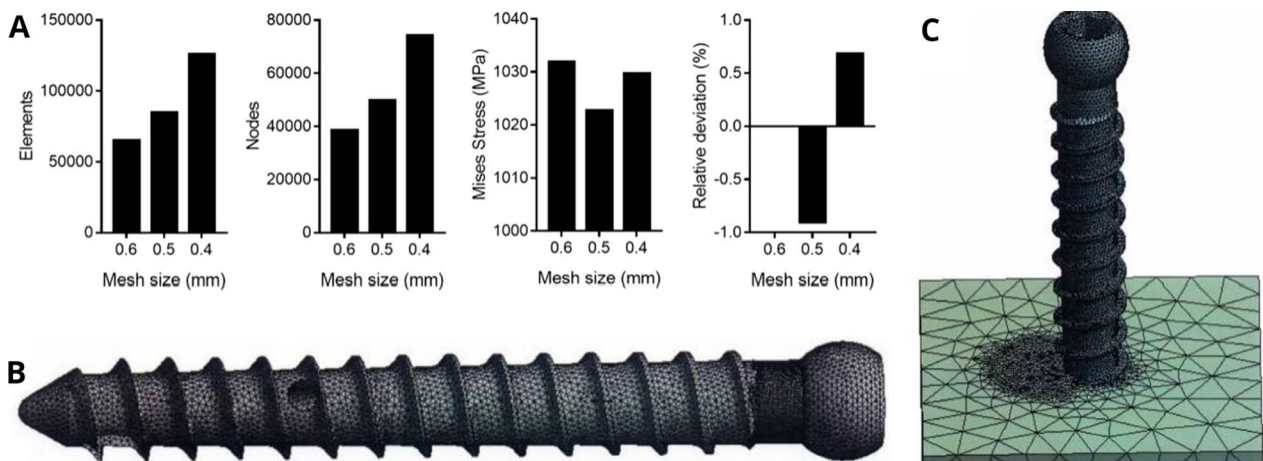 A
150000
100000
50000
0
Elements
0.6 0.5 0.4
Mesh size (mm)
80000
60000
40000
20000
0
Nodes
0.6 0.5 0.4
Mesh size (mm)
1040
1030
1020
1010
1000
Mises Stress (MPa)
0.6 0.5 0.4
Mesh size (mm)
1.0
0.5
0.0
-0.5
-1.0
Relative deviation (%)
0.6 0.5 0.4
Mesh size (mm)
C
B